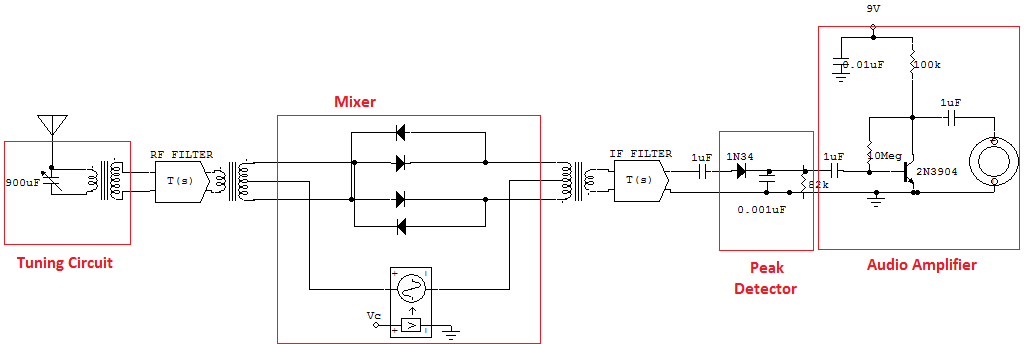 9V
0.01uF
100k
Mixer
1uF
RF FILTER
IF FILTER
1uF
1N34
1uF
10Meg
900uF
T(s)
T(s)
2N3904
82k
0.001uF
Tuning Circuit
Peak
Detector
Audio Amplifier
+
+
Vc